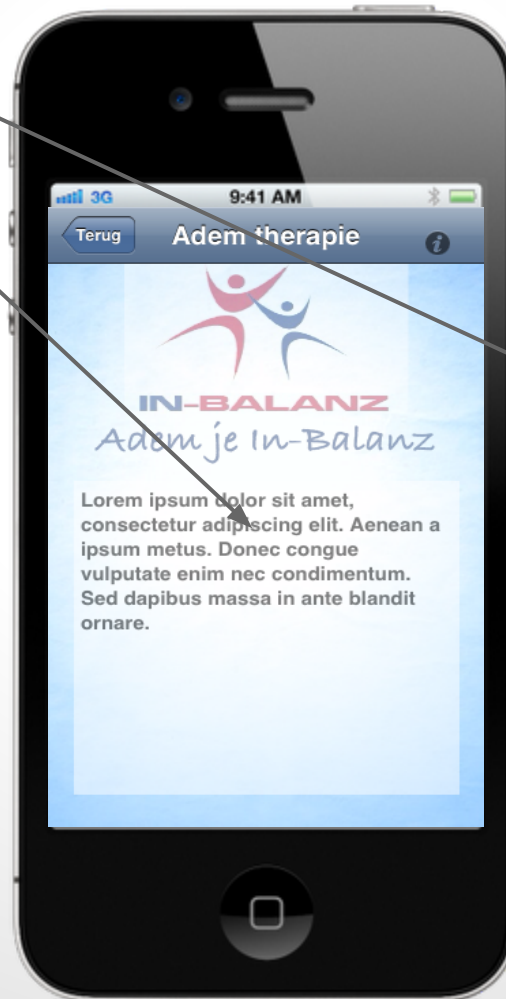 3G 9:41 AM
Terug Adem therapie i
IN-BALANZ
Adem je In-Balanz
Lorem ipsum dolor sit amet,
consectetur adipiscing elit. Aenean a
ipsum metus. Donec congue
vulputate enim nec condimentum.
Sed dapibus massa in ante blandit
ornare.